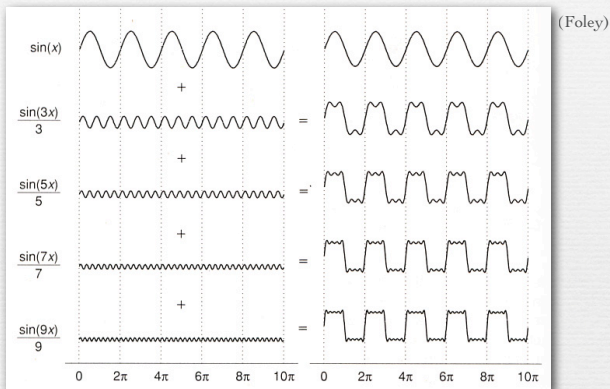 (Foley)
sin(x)
+
sin(3x)
3
=
+
sin(5x)
5
=
+
sin(7x)
7
=
+
sin(9x)
9
=
0 2π 4π 6π 8π 10π 0 2π 4π 6π 8π 10π